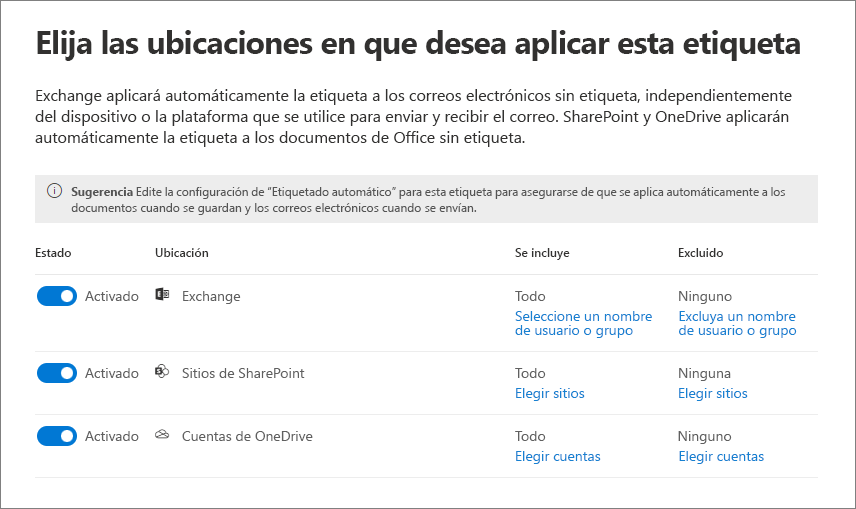 Elija las ubicaciones en que desea aplicar esta etiqueta
Exchange aplicará automáticamente la etiqueta a los correos electrónicos sin etiqueta, independientemente
del dispositivo o la plataforma que se utilice para enviar y recibir el correo. SharePoint y OneDrive aplicarán
automáticamente la etiqueta a los documentos de Office sin etiqueta.
Sugerencia Edite la configuración de “Etiquetado automático” para esta etiqueta para asegurarse de que se aplica automáticamente a los
documentos cuando se guardan y los correos electrónicos cuando se envían.
Estado Ubicación Se incluye Excluido
Activado Exchange Todo Ninguno
Seleccione un nombre Excluya un nombre
de usuario o grupo de usuario o grupo
Activado Sitios de SharePoint Todo Ninguna
Elegir sitios Elegir sitios
Activado Cuentas de OneDrive Todo Ninguno
Elegir cuentas Elegir cuentas